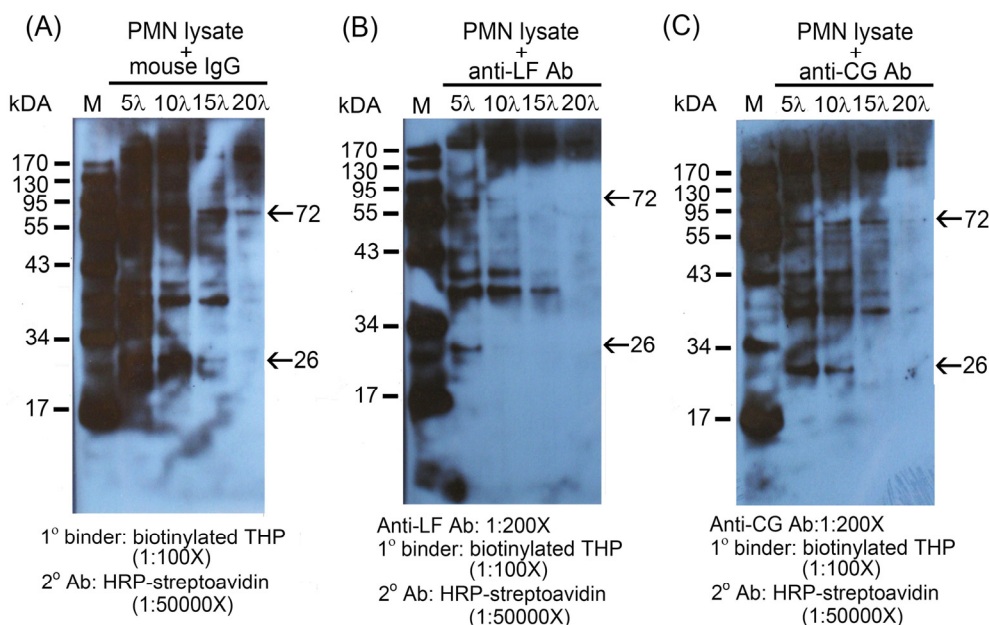 (A)
PMN lysate
+
mouse IgG
kDA M 5λ 10λ 15λ 20λ
170
130
95
55
43
34
17
←72
←26
1° binder: biotinylated THP
(1:100X)
2° Ab: HRP-streptoavidin
(1:50000X)
(B)
PMN lysate
+
anti-LF Ab
kDA M 5λ 10λ 15λ 20λ
170
130
95
55
43
34
17
←72
←26
Anti-LF Ab: 1:200X
1° binder: biotinylated THP
(1:100X)
2° Ab: HRP-streptoavidin
(1:50000X)
(C)
PMN lysate
+
anti-CG Ab
kDA M 5λ 10λ 15λ 20λ
170
130
95
55
43
34
17
←72
←26
Anti-CG Ab:1:200X
1° binder: biotinylated THP
(1:100X)
2° Ab: HRP-streptoavidin
(1:50000X)